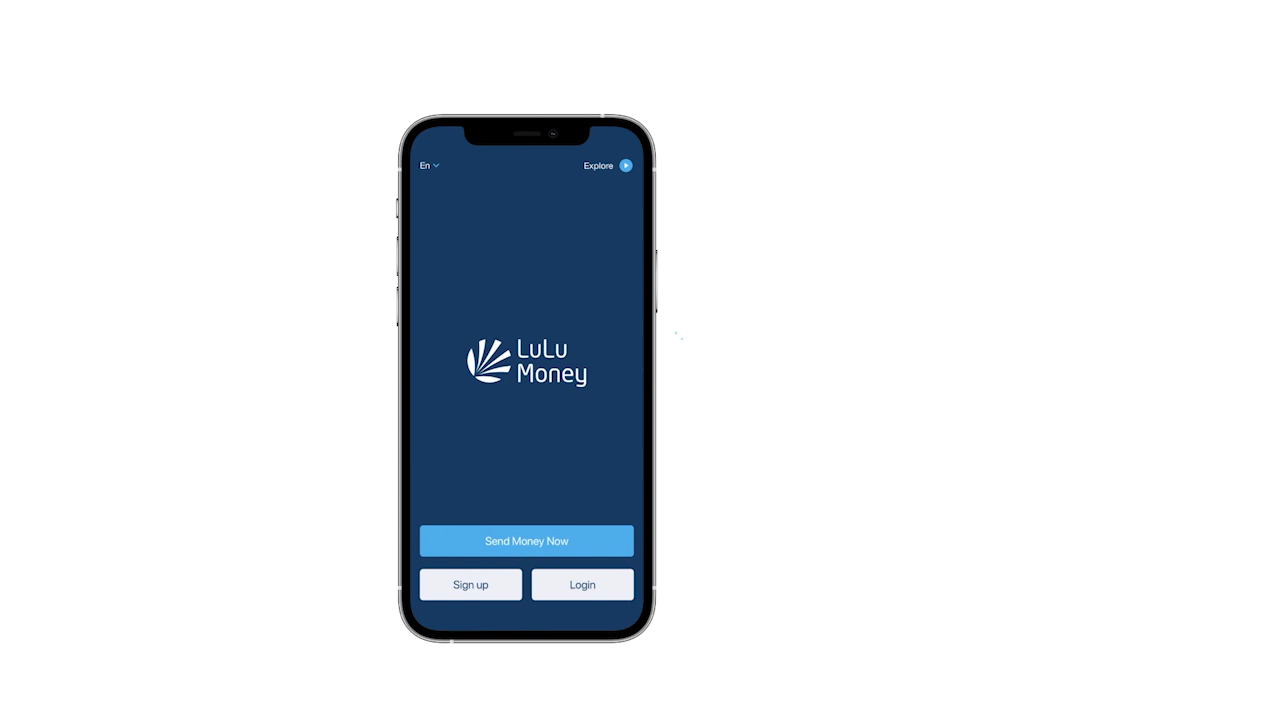 En
Explore
LuLu
Money
Send Money Now
Sign up
Login